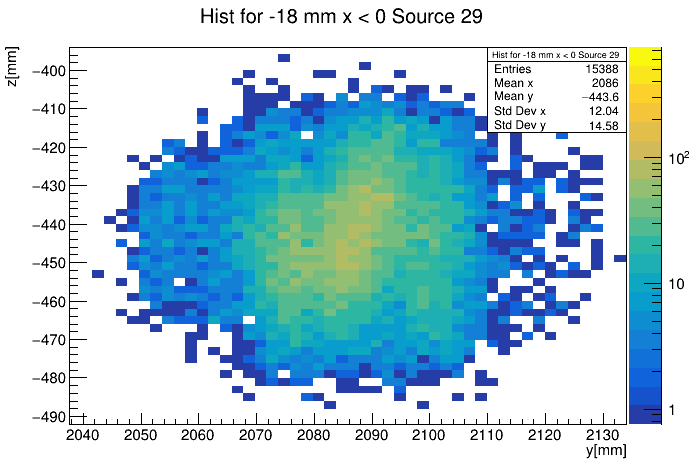 Hist for -18 mm x < 0 Source 29
z[mm]
Hist for -18 mm x < 0 Source 29
Entries 15388
Mean x 2086
Mean y −443.6
Std Dev x 12.04
Std Dev y 14.58
−400
−410
−420
−430
−440
−450
−460
−470
−480
−490
10²
10
1
2040 2050 2060 2070 2080 2090 2100 2110 2120 2130
y[mm]